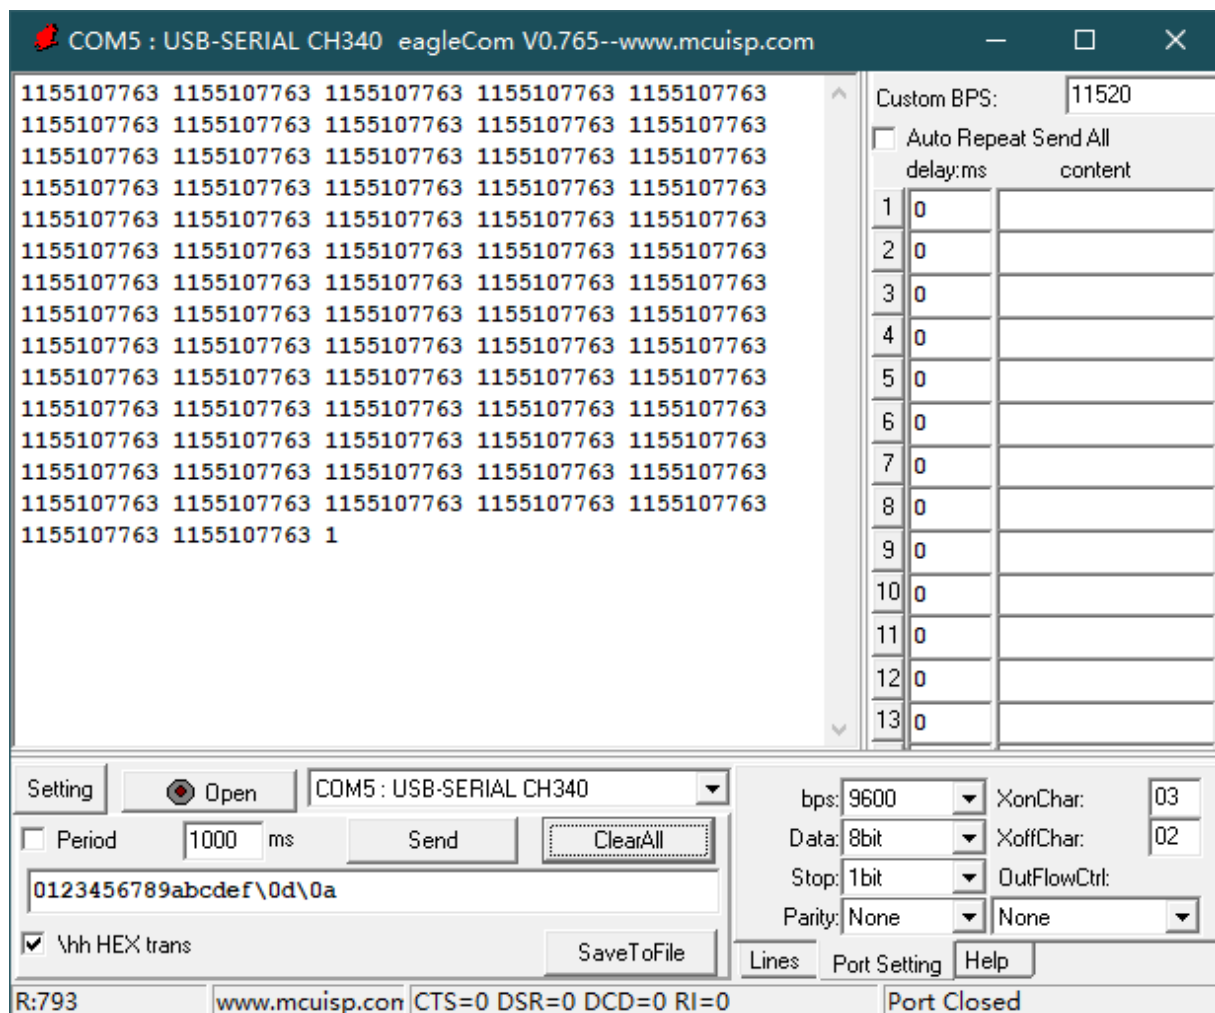 COM5 : USB-SERIAL CH340 eagleCom V0.765--www.mcuisp.com
1155107763 1155107763 1155107763 1155107763 1155107763
1155107763 1155107763 1155107763 1155107763 1155107763
1155107763 1155107763 1155107763 1155107763 1155107763
1155107763 1155107763 1155107763 1155107763 1155107763
1155107763 1155107763 1155107763 1155107763 1155107763
1155107763 1155107763 1155107763 1155107763 1155107763
1155107763 1155107763 1155107763 1155107763 1155107763
1155107763 1155107763 1155107763 1155107763 1155107763
1155107763 1155107763 1155107763 1155107763 1155107763
1155107763 1155107763 1155107763 1155107763 1155107763
1155107763 1155107763 1155107763 1155107763 1155107763
1155107763 1155107763 1155107763 1155107763 1155107763
1155107763 1155107763 1155107763 1155107763 1155107763
1155107763 1155107763 1155107763 1155107763 1155107763
1155107763 1155107763 1
Custom BPS: 11520
Auto Repeat Send All
delay:ms content
1 0
2 0
3 0
4 0
5 0
6 0
7 0
8 0
9 0
10 0
11 0
12 0
13 0
Setting Open COM5 : USB-SERIAL CH340
Period 1000 ms Send ClearAll
0123456789abcdef\0d\0a
\hh HEX trans SaveToFile
bps: 9600 XonChar: 03
Data: 8bit XoffChar: 02
Stop: 1bit OutFlowCtrl:
Parity: None None
Lines Port Setting Help
R:793 www.mcuisp.com CTS=0 DSR=0 DCD=0 RI=0 Port Closed